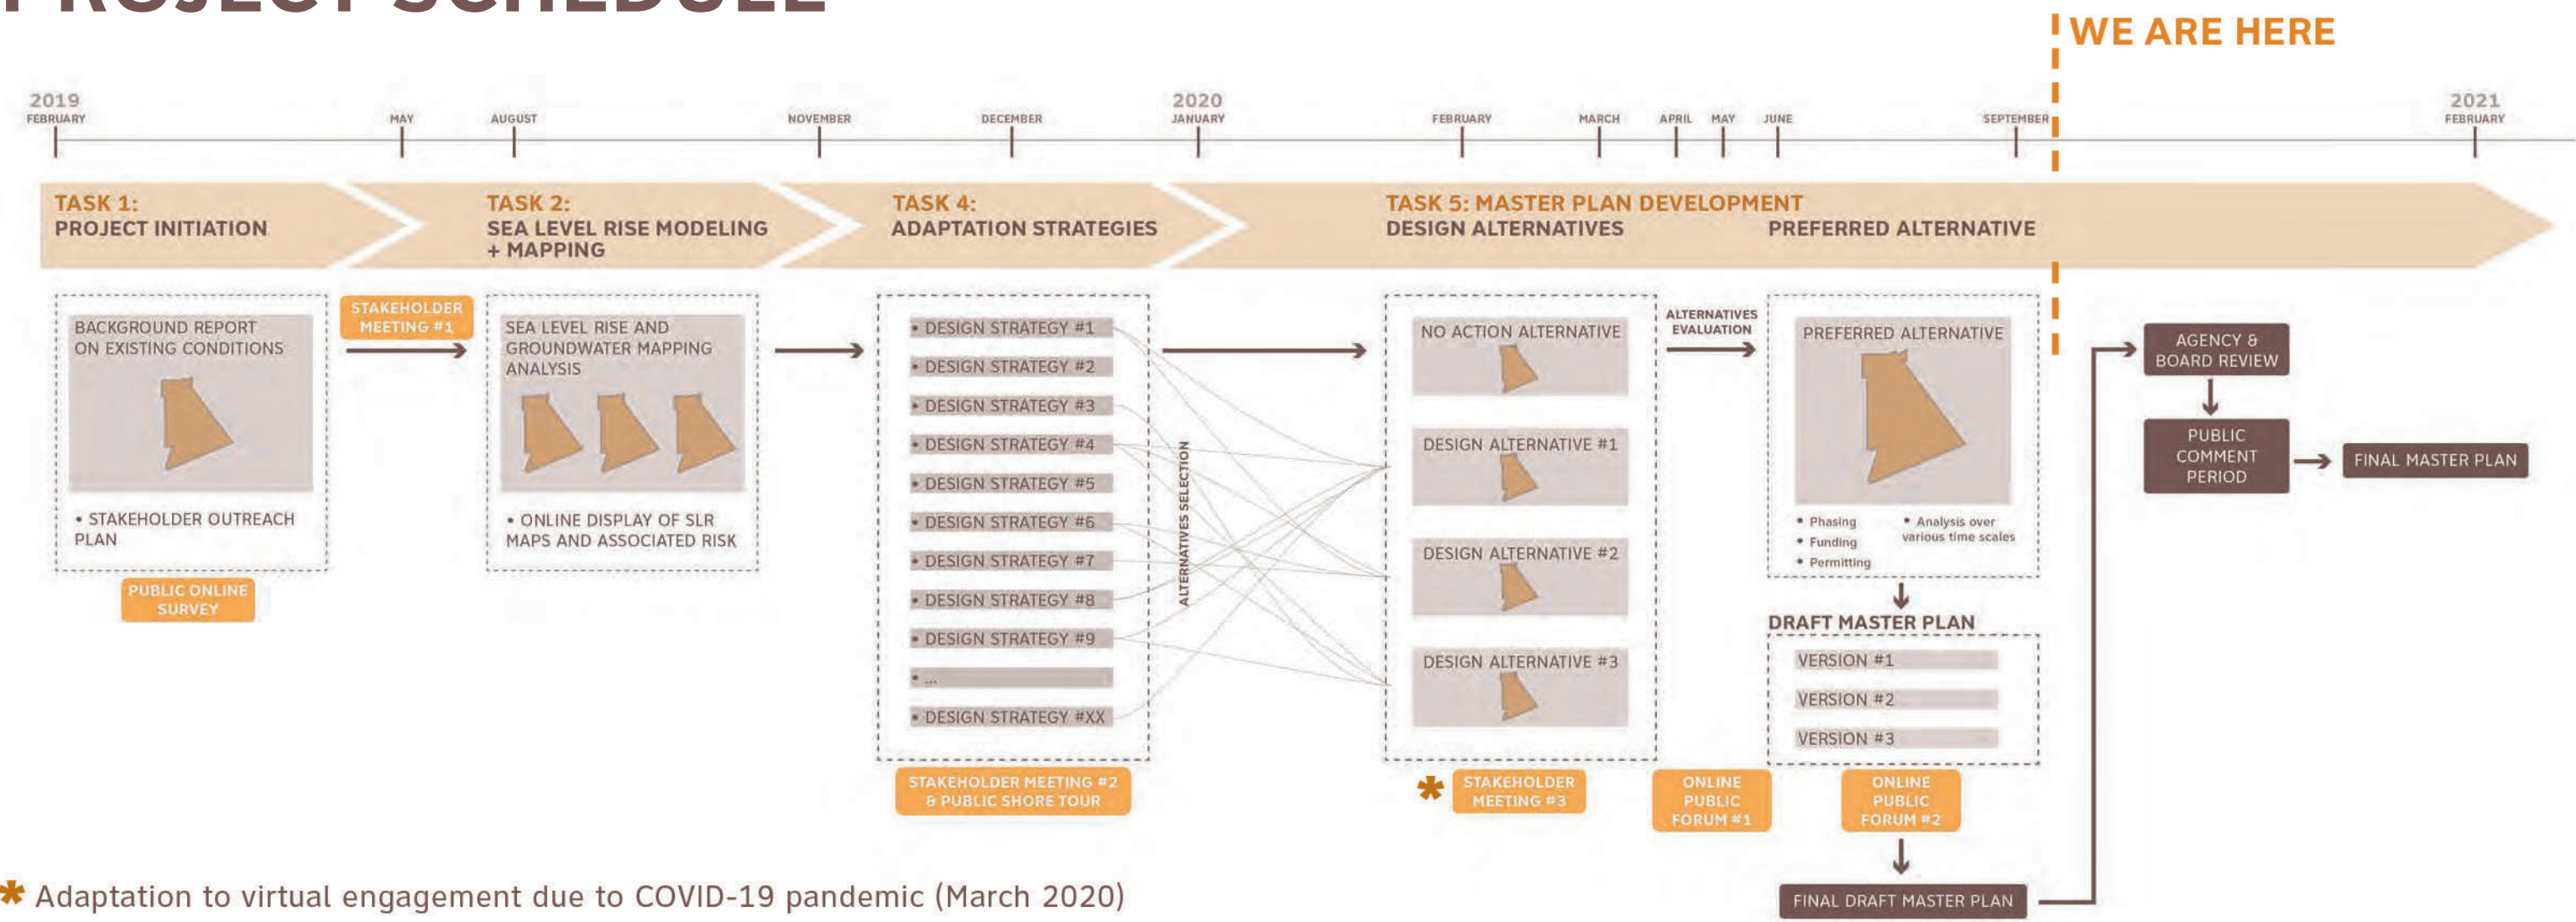 PROJECT SCHEDULE
WE ARE HERE
2019
FEBRUARY
MAY
AUGUST
NOVEMBER
DECEMBER
2020
JANUARY
FEBRUARY
MARCH
APRIL
MAY
JUNE
SEPTEMBER
2021
FEBRUARY
TASK 1:
PROJECT INITIATION
TASK 2:
SEA LEVEL RISE MODELING
+ MAPPING
TASK 4:
ADAPTATION STRATEGIES
TASK 5: MASTER PLAN DEVELOPMENT
DESIGN ALTERNATIVES
PREFERRED ALTERNATIVE
BACKGROUND REPORT
ON EXISTING CONDITIONS
• STAKEHOLDER OUTREACH
PLAN
PUBLIC ONLINE
SURVEY
STAKEHOLDER
MEETING #1
SEA LEVEL RISE AND
GROUNDWATER MAPPING
ANALYSIS
• ONLINE DISPLAY OF SLR
MAPS AND ASSOCIATED RISK
• DESIGN STRATEGY #1
• DESIGN STRATEGY #2
• DESIGN STRATEGY #3
• DESIGN STRATEGY #4
• DESIGN STRATEGY #5
• DESIGN STRATEGY #6
• DESIGN STRATEGY #7
• DESIGN STRATEGY #8
• DESIGN STRATEGY #9
• ...
• DESIGN STRATEGY #XX
STAKEHOLDER MEETING #2
& PUBLIC SHORE TOUR
ALTERNATIVES SELECTION
NO ACTION ALTERNATIVE
DESIGN ALTERNATIVE #1
DESIGN ALTERNATIVE #2
DESIGN ALTERNATIVE #3
* STAKEHOLDER
MEETING #3
ALTERNATIVES
EVALUATION
ONLINE
PUBLIC
FORUM #1
PREFERRED ALTERNATIVE
• Phasing
• Funding
• Permitting
• Analysis over
various time scales
DRAFT MASTER PLAN
VERSION #1
VERSION #2
VERSION #3
ONLINE
PUBLIC
FORUM #2
FINAL DRAFT MASTER PLAN
AGENCY &
BOARD REVIEW
PUBLIC
COMMENT
PERIOD
FINAL MASTER PLAN
* Adaptation to virtual engagement due to COVID-19 pandemic (March 2020)